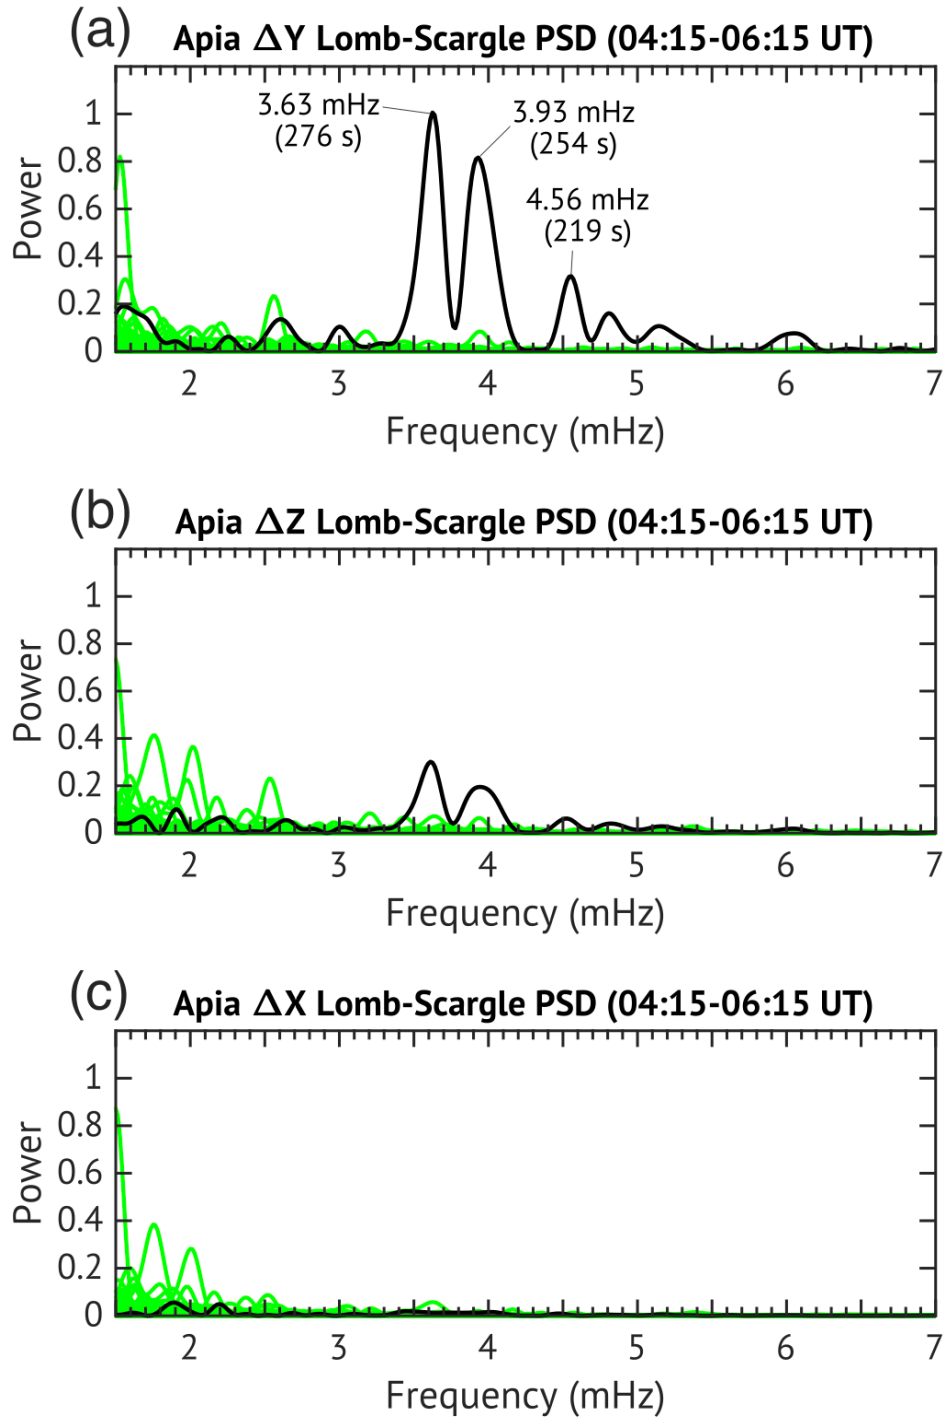 (a)
Apia ΔY Lomb-Scargle PSD (04:15-06:15 UT)
3.63 mHz
(276 s)
3.93 mHz
(254 s)
4.56 mHz
(219 s)
Power
1
0.8
0.6
0.4
0.2
0
2 3 4 5 6 7
Frequency (mHz)
(b)
Apia ΔZ Lomb-Scargle PSD (04:15-06:15 UT)
Power
1
0.8
0.6
0.4
0.2
0
2 3 4 5 6 7
Frequency (mHz)
(c)
Apia ΔX Lomb-Scargle PSD (04:15-06:15 UT)
Power
1
0.8
0.6
0.4
0.2
0
2 3 4 5 6 7
Frequency (mHz)